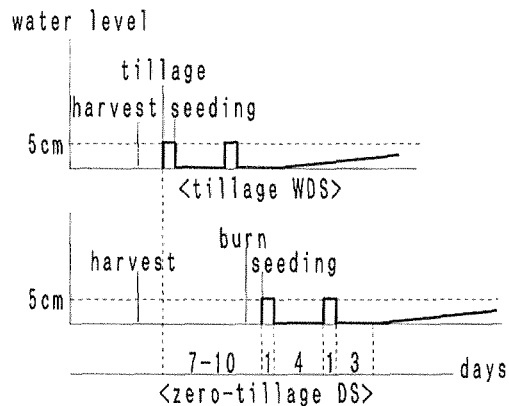 water level
tillage
harvest seeding
5cm
<tillage WDS>
burn
harvest seeding
5cm
7-10 1 4 1 3 days
<zero-tillage DS>